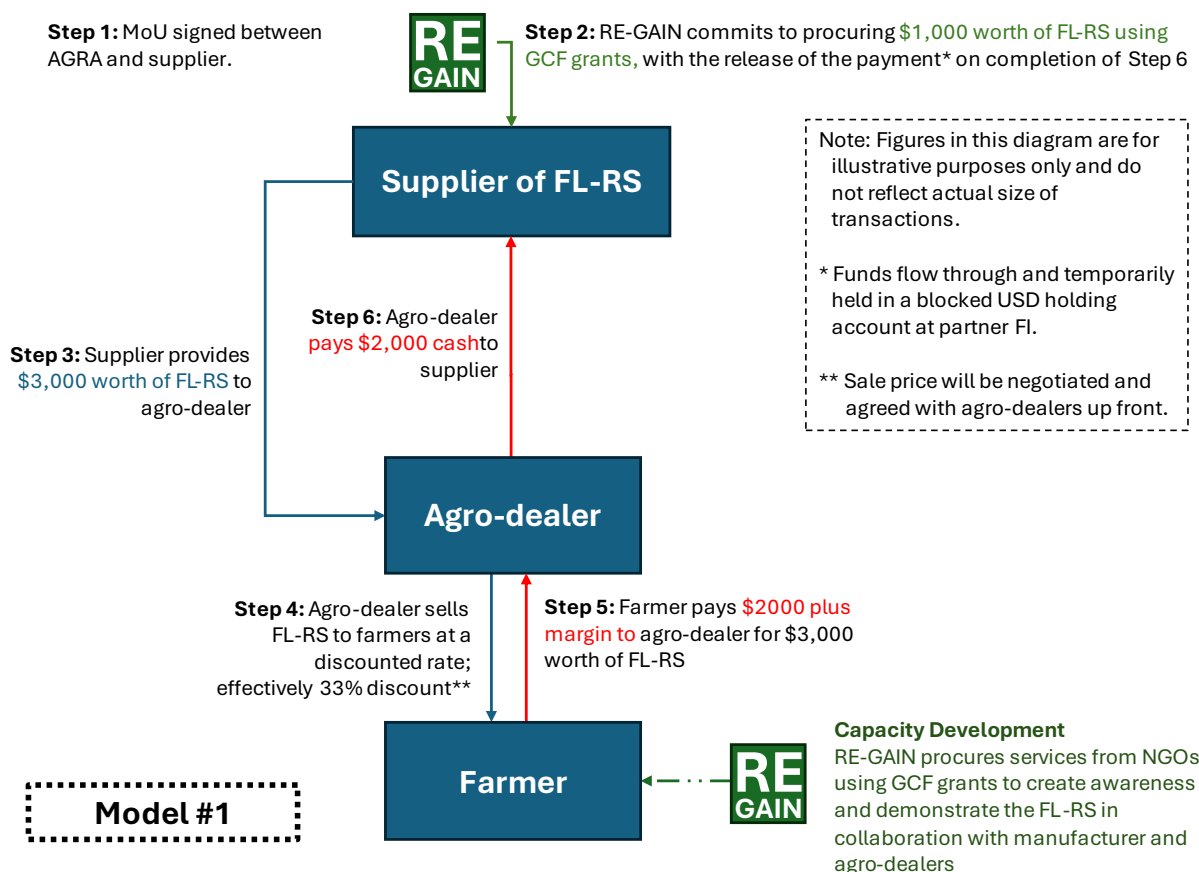 Step 1: MoU signed between
AGRA and supplier.
RE
GAIN
Step 2: RE-GAIN commits to procuring $1,000 worth of FL-RS using
GCF grants, with the release of the payment* on completion of Step 6
Supplier of FL-RS
Note: Figures in this diagram are for
illustrative purposes only and do
not reflect actual size of
transactions.
* Funds flow through and temporarily
held in a blocked USD holding
account at partner FI.
** Sale price will be negotiated and
agreed with agro-dealers up front.
Step 3: Supplier provides
$3,000 worth of FL-RS to
agro-dealer
Step 6: Agro-dealer
pays $2,000 cashto
supplier
Agro-dealer
Step 4: Agro-dealer sells
FL-RS to farmers at a
discounted rate;
effectively 33% discount**
Step 5: Farmer pays $2000 plus
margin to agro-dealer for $3,000
worth of FL-RS
Farmer
RE
GAIN
Capacity Development
RE-GAIN procures services from NGOs
using GCF grants to create awareness
and demonstrate the FL-RS in
collaboration with manufacturer and
agro-dealers
Model #1